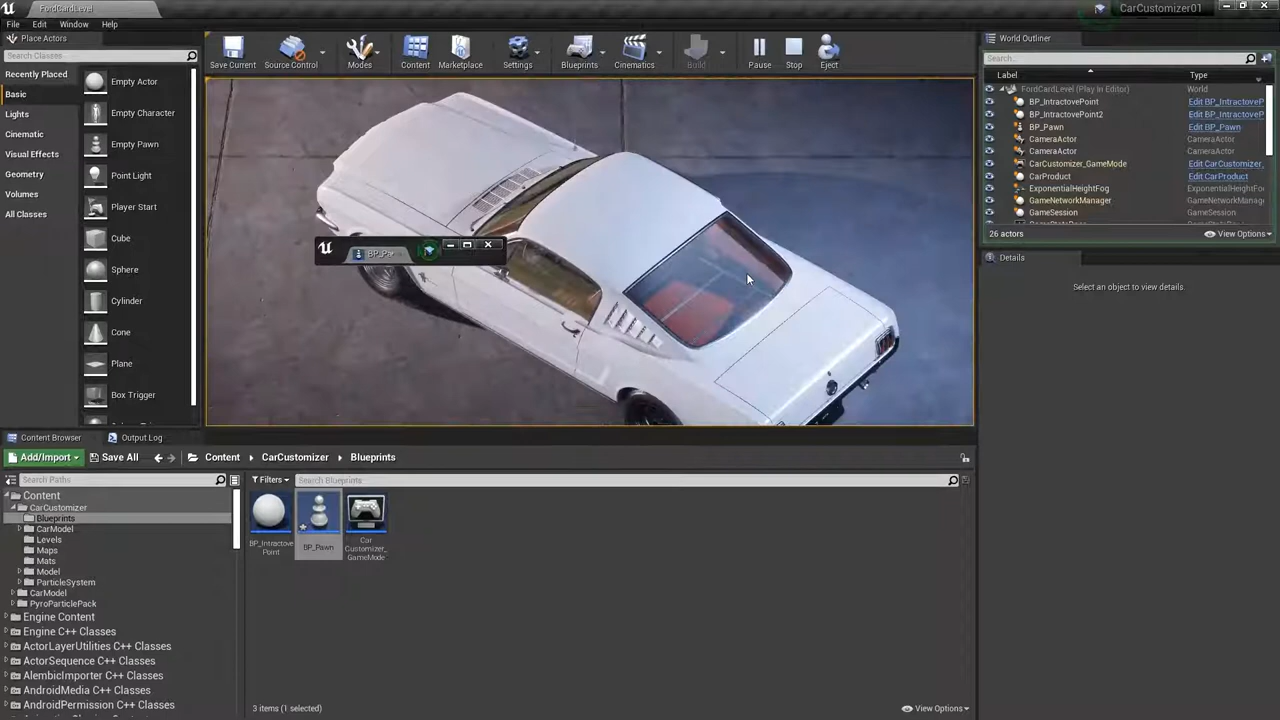 FordCardLevel
CarCustomizer01
File Edit Window Help
Place Actors
Search Classes
Recently Placed
Basic
Lights
Cinematic
Visual Effects
Geometry
Volumes
All Classes
Empty Actor
Empty Character
Empty Pawn
Point Light
Player Start
Cube
Sphere
Cylinder
Cone
Plane
Box Trigger
Save Current
Source Control
Modes
Content
Marketplace
Settings
Blueprints
Cinematics
Build
Pause
Stop
Eject
BP_Pa
World Outliner
Search...
Label Type
FordCardLevel (Play In Editor) World
BP_IntractovePoint Edit BP_IntractoveP
BP_IntractovePoint2 Edit BP_IntractoveP
BP_Pawn Edit BP_Pawn
CameraActor CameraActor
CameraActor CameraActor
CarCustomizer_GameMode Edit CarCustomizer_
CarProduct Edit CarProduct
ExponentialHeightFog ExponentialHeightFog
GameNetworkManager GameNetworkManag
GameSession GameSession
26 actors View Options
Details
Select an object to view details.
Content Browser Output Log
Add/Import Save All Content CarCustomizer Blueprints
Search Paths
Filters Search Blueprints
Content
CarCustomizer
Blueprints
CarModel
Levels
Maps
Mats
Model
ParticleSystem
CarModel
PyroParticlePack
Engine Content
Engine C++ Classes
ActorLayerUtilities C++ Classes
ActorSequence C++ Classes
AlembicImporter C++ Classes
AndroidMedia C++ Classes
AndroidPermission C++ Classes
BP_Intractove
Point
BP_Pawn
Car
Customizer_
GameMode
3 items (1 selected)
View Options